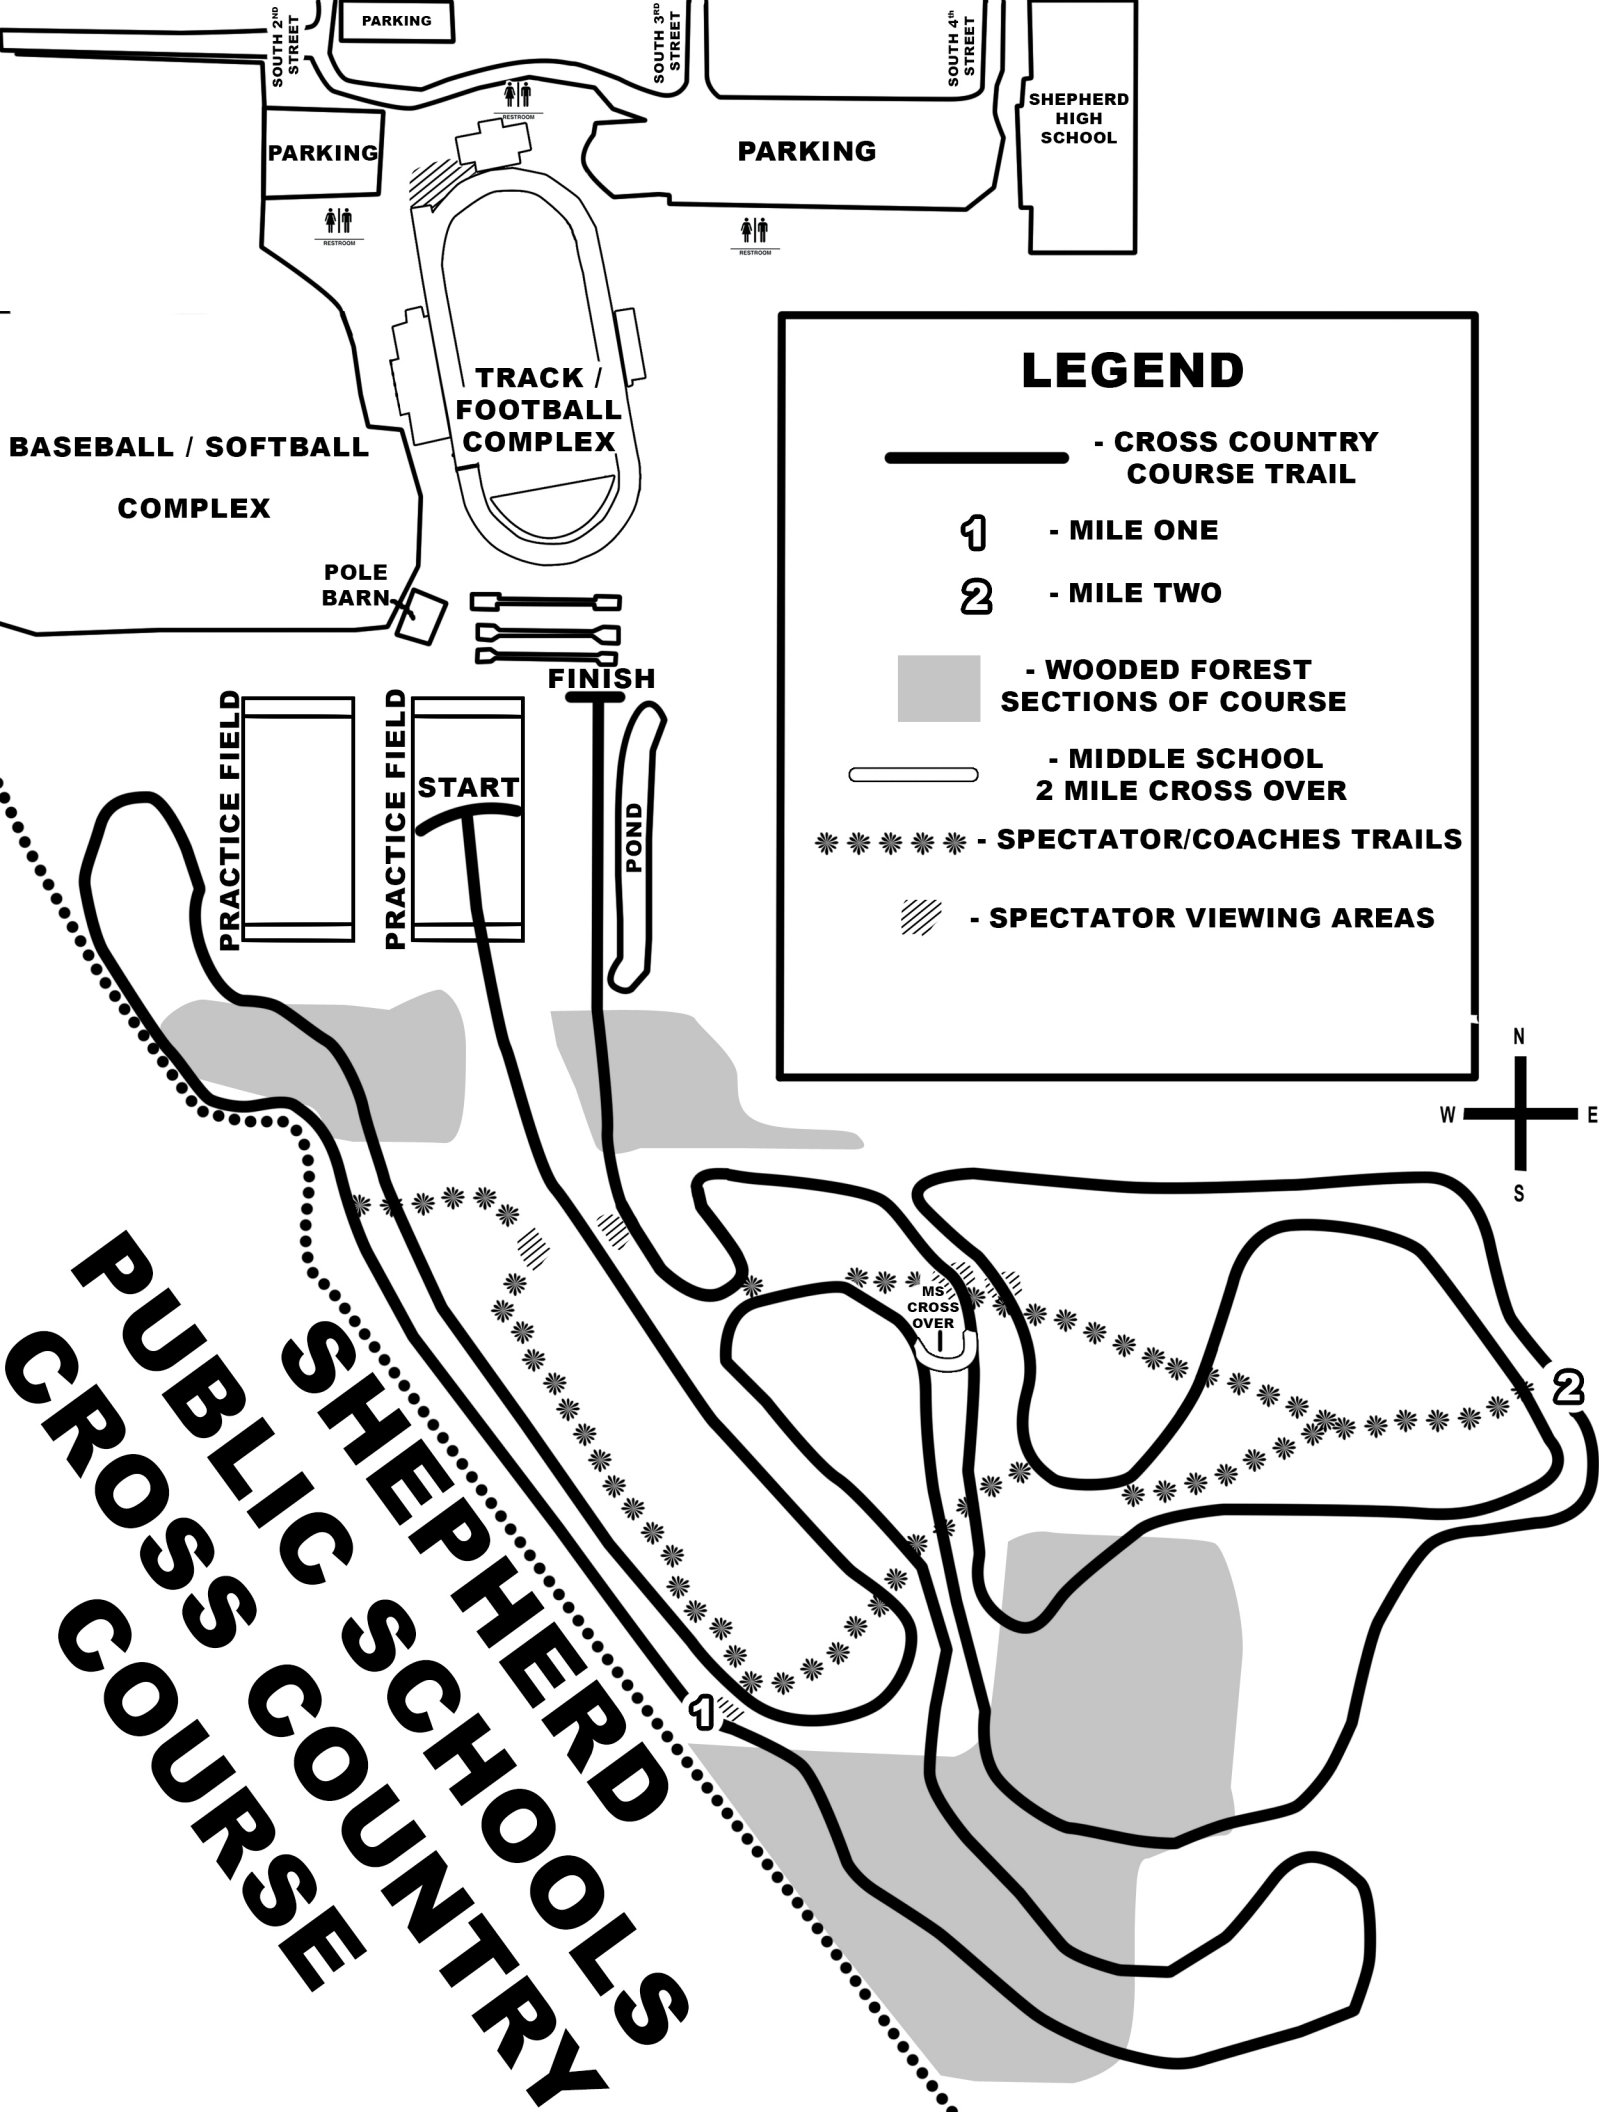 SOUTH 2ND
STREET
PARKING
SOUTH 3RD
STREET
SOUTH 4th
STREET
SHEPHERD
HIGH
SCHOOL
RESTROOM
PARKING
PARKING
RESTROOM
RESTROOM
TRACK /
FOOTBALL
COMPLEX
BASEBALL / SOFTBALL
COMPLEX
POLE
BARN
FINISH
PRACTICE FIELD
PRACTICE FIELD
START
POND
LEGEND
- CROSS COUNTRY
COURSE TRAIL
1 - MILE ONE
2 - MILE TWO
- WOODED FOREST
SECTIONS OF COURSE
- MIDDLE SCHOOL
2 MILE CROSS OVER
- SPECTATOR/COACHES TRAILS
- SPECTATOR VIEWING AREAS
N
W E
S
MS
CROSS
OVER
2
1
SHEPHERD
PUBLIC SCHOOLS
CROSS COUNTRY
COURSE